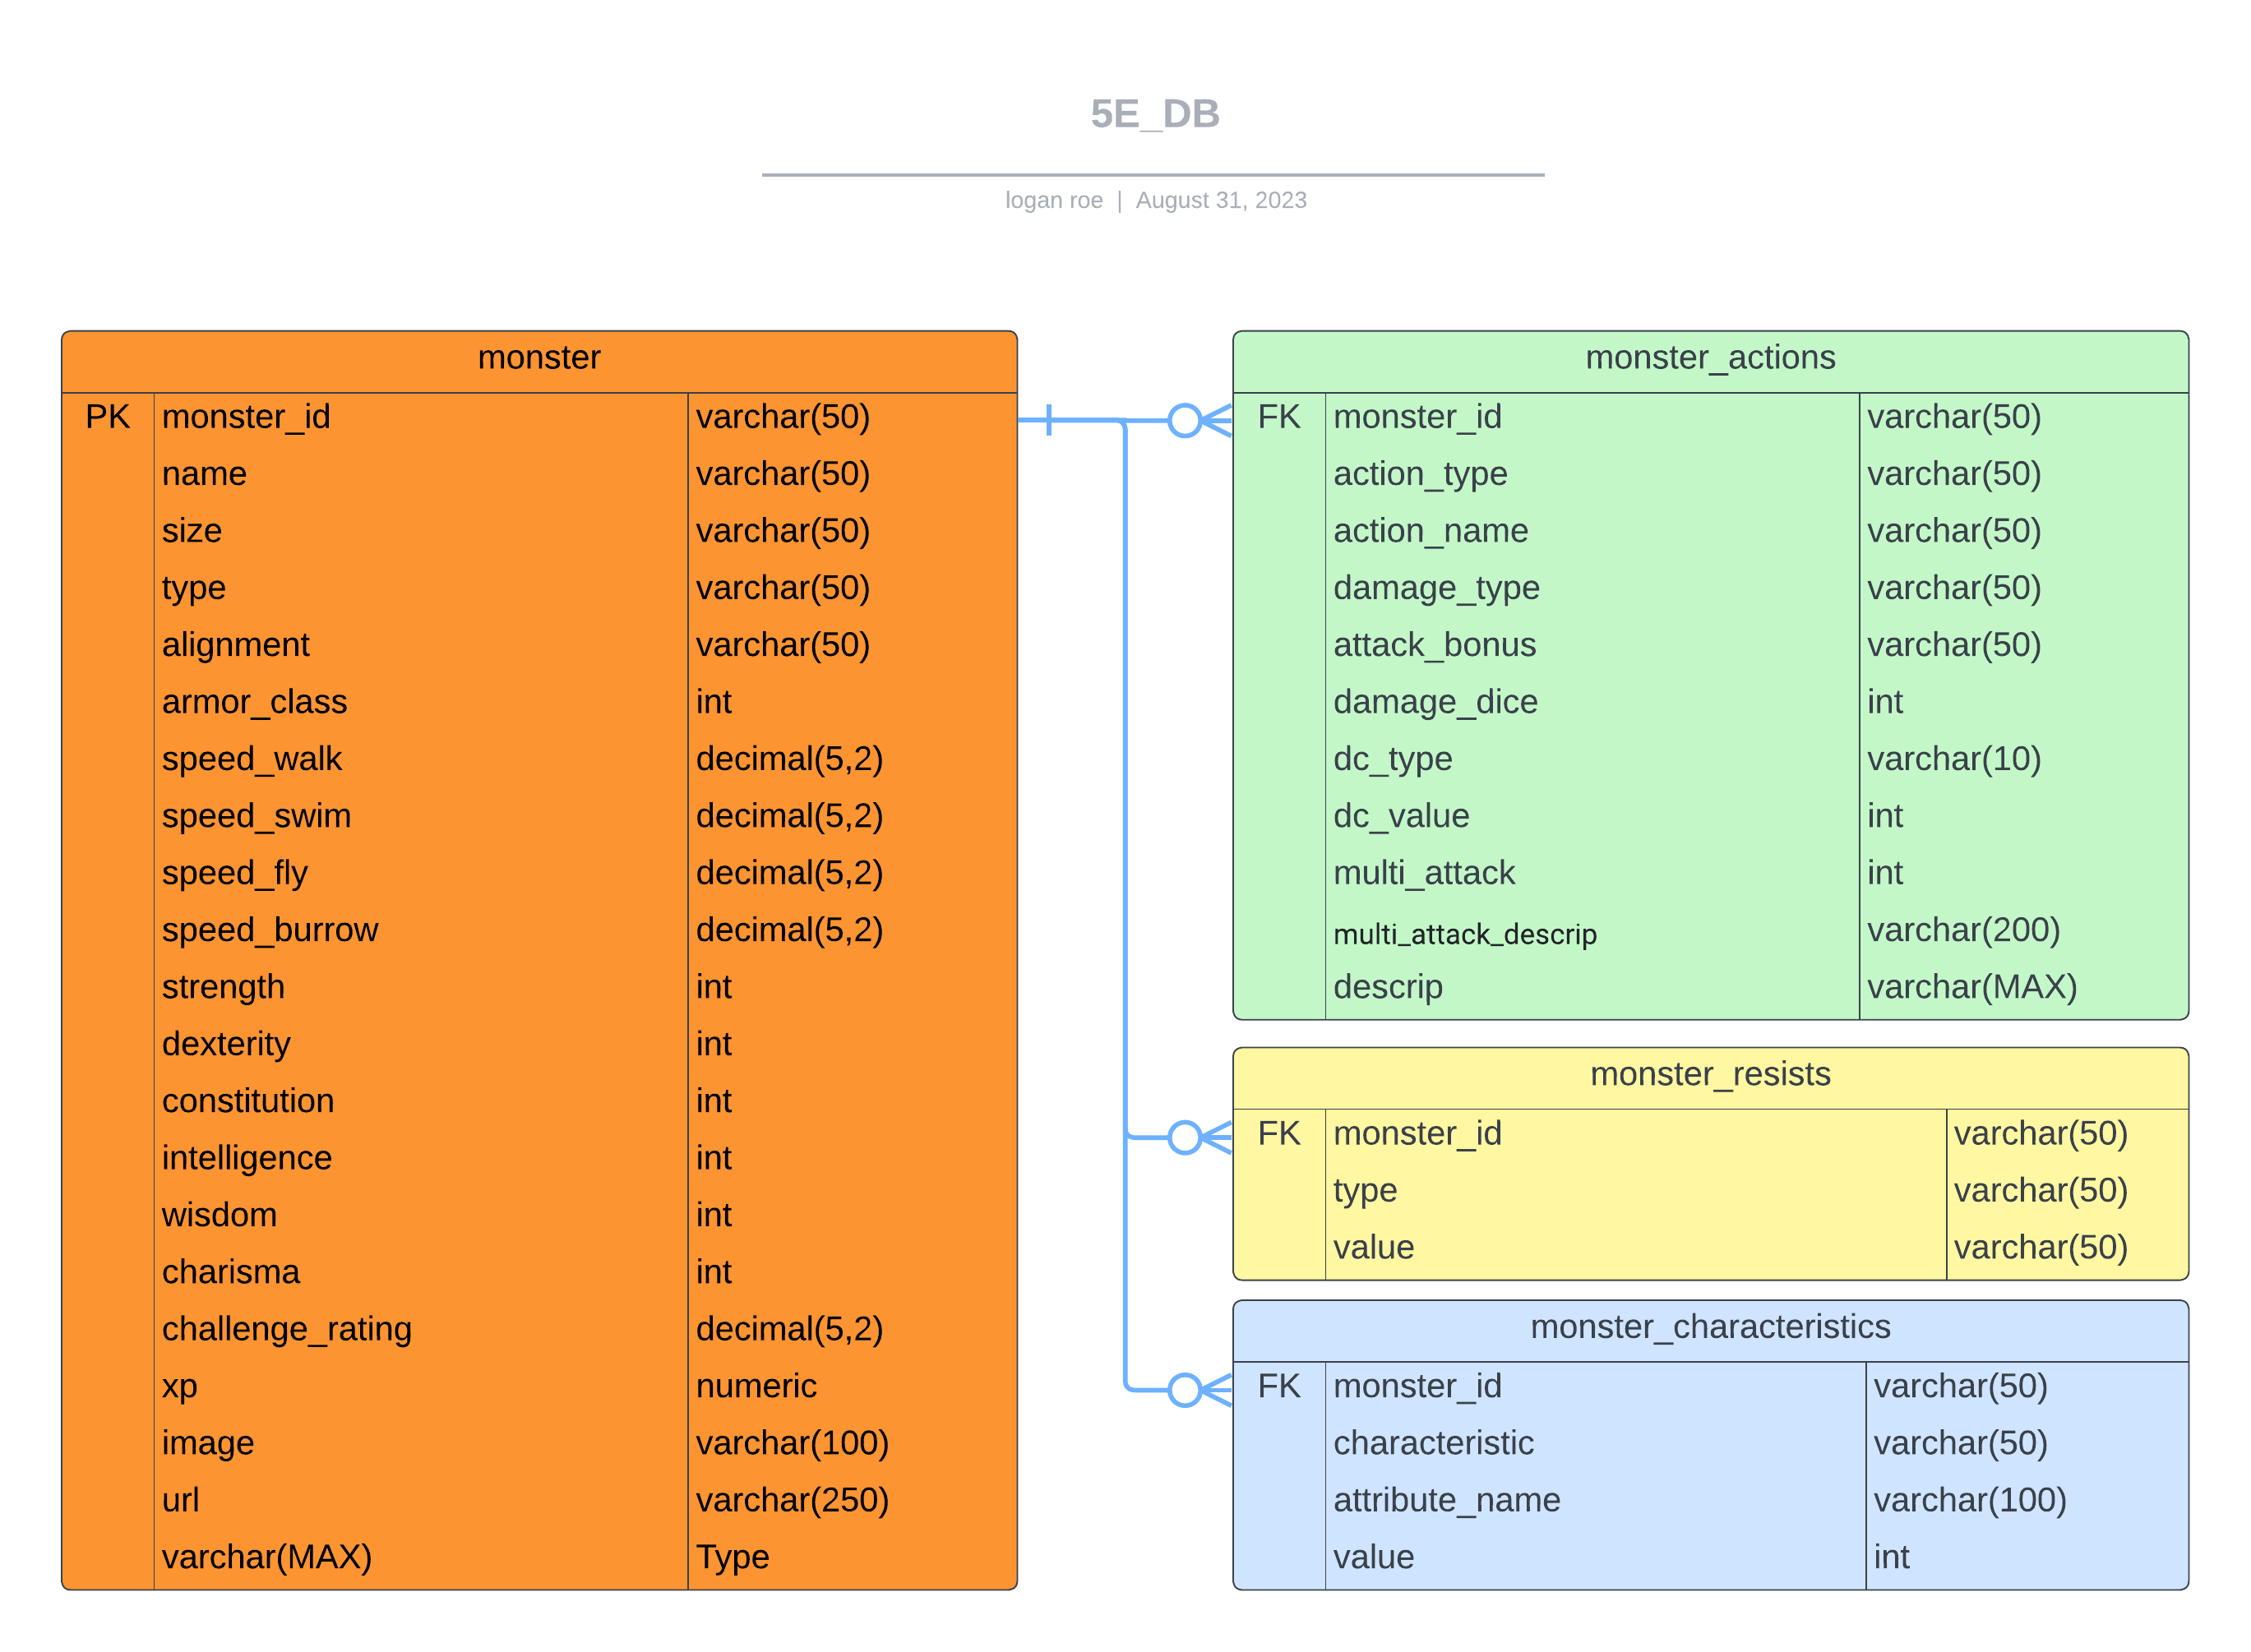 5E_DB
logan roe | August 31, 2023
monster
PK monster_id varchar(50)
name varchar(50)
size varchar(50)
type varchar(50)
alignment varchar(50)
armor_class int
speed_walk decimal(5,2)
speed_swim decimal(5,2)
speed_fly decimal(5,2)
speed_burrow decimal(5,2)
strength int
dexterity int
constitution int
intelligence int
wisdom int
charisma int
challenge_rating decimal(5,2)
xp numeric
image varchar(100)
url varchar(250)
varchar(MAX) Type
monster_actions
FK monster_id varchar(50)
action_type varchar(50)
action_name varchar(50)
damage_type varchar(50)
attack_bonus varchar(50)
damage_dice int
dc_type varchar(10)
dc_value int
multi_attack int
multi_attack_descrip varchar(200)
descrip varchar(MAX)
monster_resists
FK monster_id varchar(50)
type varchar(50)
value varchar(50)
monster_characteristics
FK monster_id varchar(50)
characteristic varchar(50)
attribute_name varchar(100)
value int